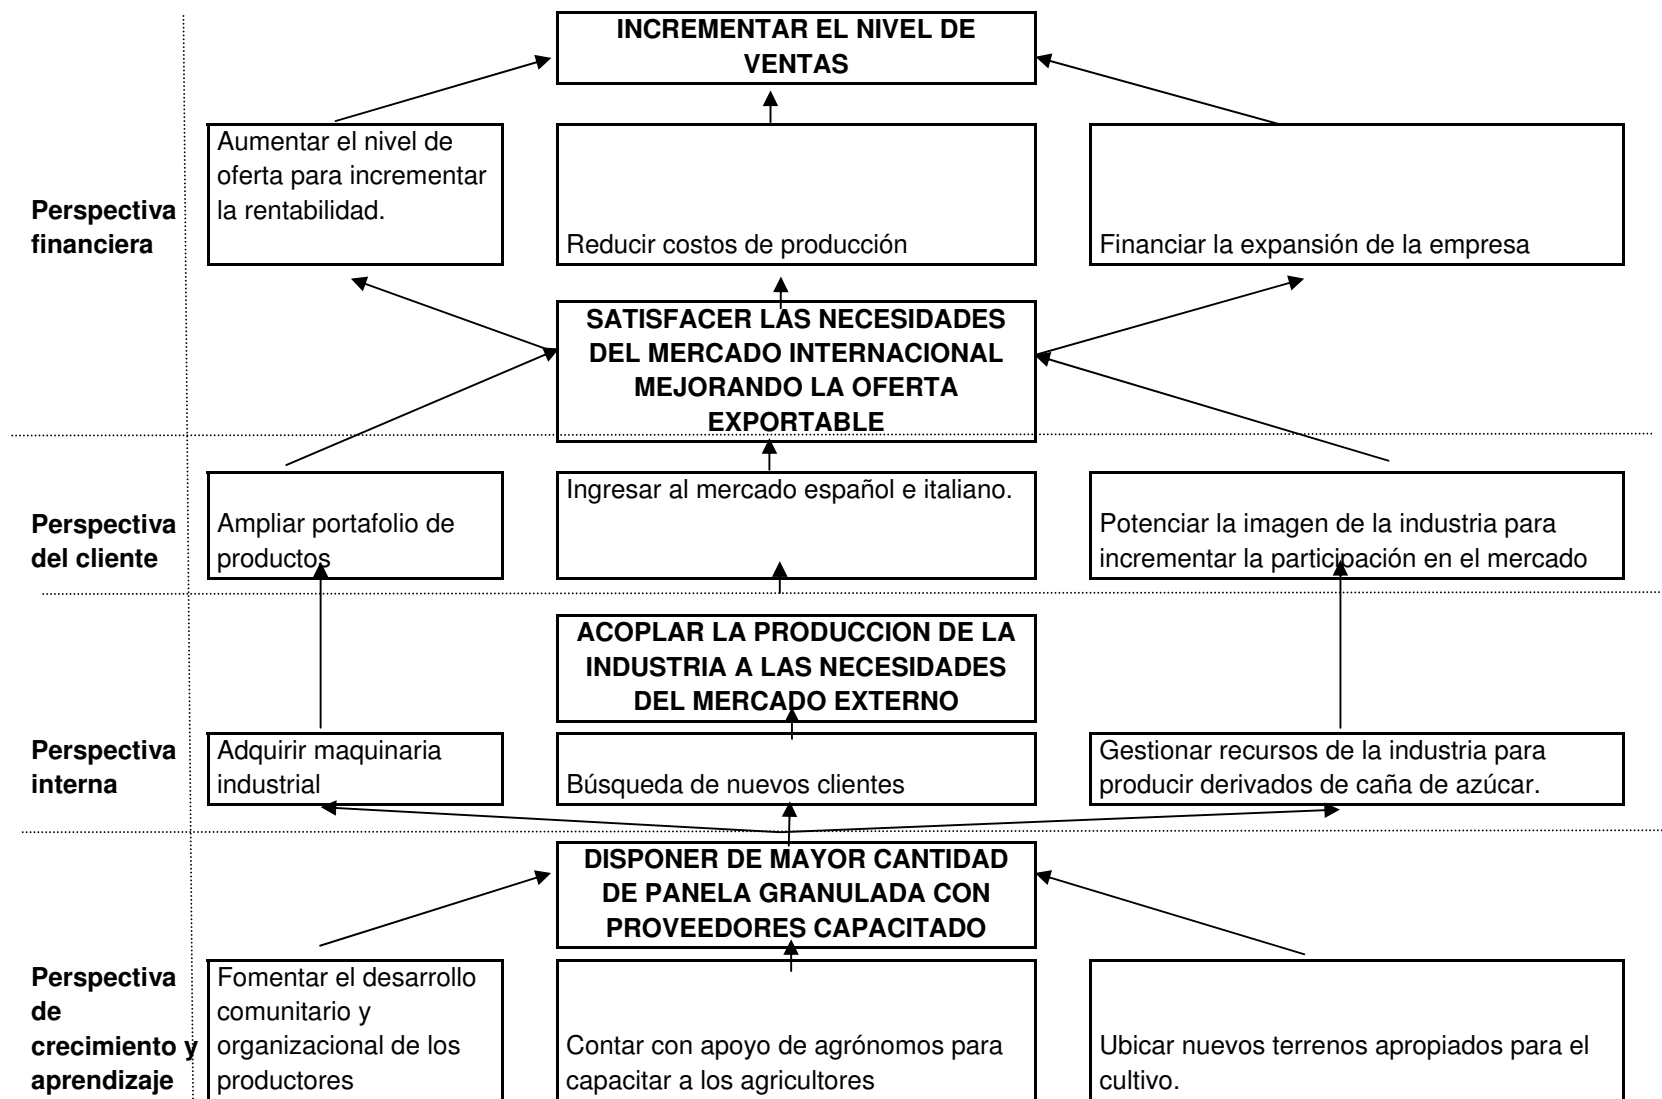 INCREMENTAR EL NIVEL DE
VENTAS
Perspectiva
financiera
Aumentar el nivel de
oferta para incrementar
la rentabilidad.
Reducir costos de producción
Financiar la expansión de la empresa
SATISFACER LAS NECESIDADES
DEL MERCADO INTERNACIONAL
MEJORANDO LA OFERTA
EXPORTABLE
Perspectiva
del cliente
Ampliar portafolio de
productos
Ingresar al mercado español e italiano.
Potenciar la imagen de la industria para
incrementar la participación en el mercado
ACOPLAR LA PRODUCCION DE LA
INDUSTRIA A LAS NECESIDADES
DEL MERCADO EXTERNO
Perspectiva
interna
Adquirir maquinaria
industrial
Búsqueda de nuevos clientes
Gestionar recursos de la industria para
producir derivados de caña de azúcar.
DISPONER DE MAYOR CANTIDAD
DE PANELA GRANULADA CON
PROVEEDORES CAPACITADO
Perspectiva
de
crecimiento y
aprendizaje
Fomentar el desarrollo
comunitario y
organizacional de los
productores
Contar con apoyo de agrónomos para
capacitar a los agricultores
Ubicar nuevos terrenos apropiados para el
cultivo.